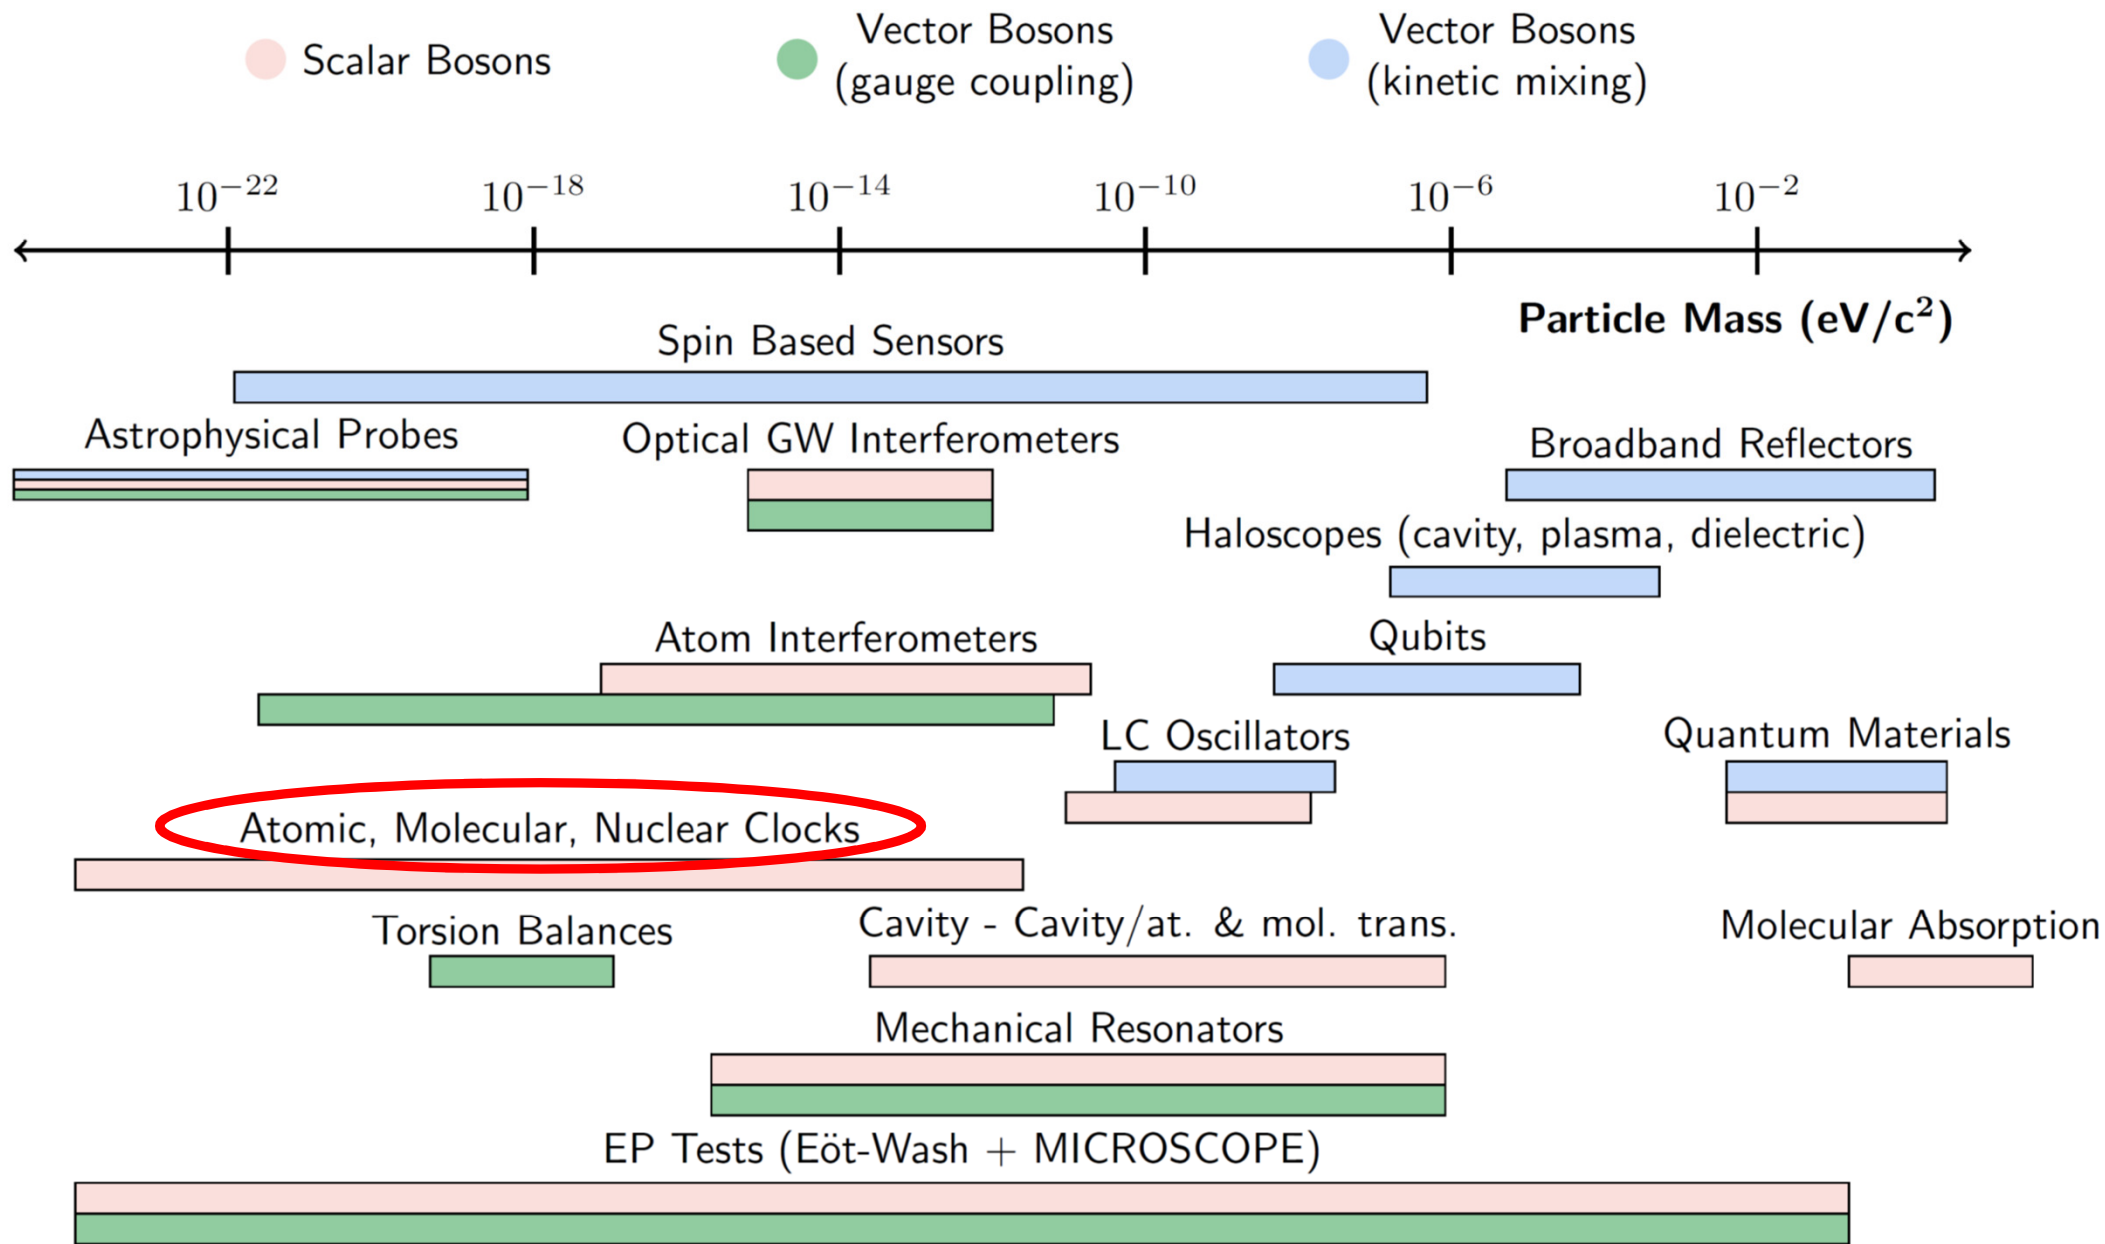 Scalar Bosons
Vector Bosons
(gauge coupling)
Vector Bosons
(kinetic mixing)
10⁻²²
10⁻¹⁸
10⁻¹⁴
10⁻¹⁰
10⁻⁶
10⁻²
Particle Mass (eV/c²)
Spin Based Sensors
Astrophysical Probes
Optical GW Interferometers
Broadband Reflectors
Haloscopes (cavity, plasma, dielectric)
Atom Interferometers
Qubits
LC Oscillators
Quantum Materials
Atomic, Molecular, Nuclear Clocks
Torsion Balances
Cavity - Cavity/at. & mol. trans.
Molecular Absorption
Mechanical Resonators
EP Tests (Eöt-Wash + MICROSCOPE)